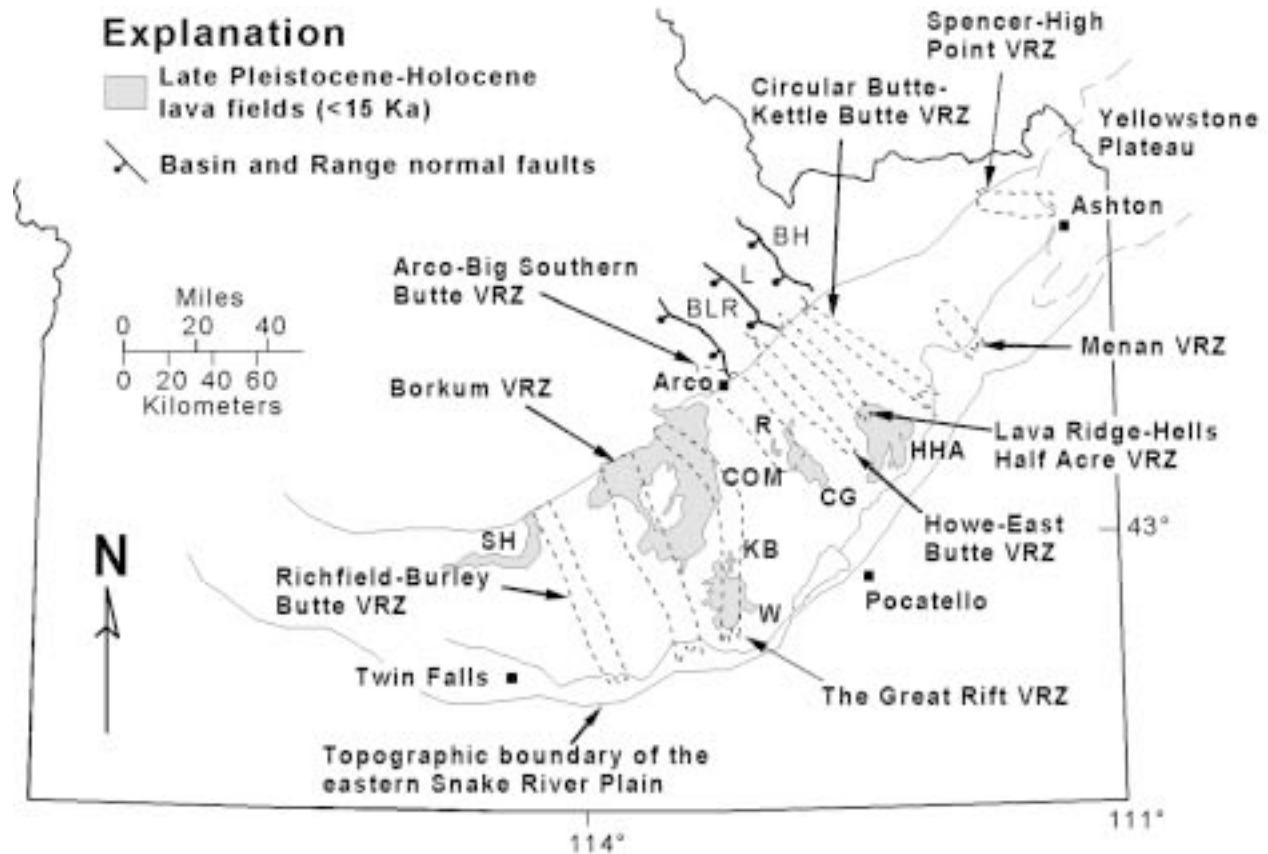 Explanation
Late Pleistocene-Holocene
lava fields (<15 Ka)
Basin and Range normal faults
Spencer-High
Point VRZ
Circular Butte-
Kettle Butte VRZ
Yellowstone
Plateau
Ashton
BH
L
BLR
Arco-Big Southern
Butte VRZ
Miles
0 20 40
0 20 40 60
Kilometers
Menan VRZ
Arco
Borkum VRZ
R
Lava Ridge-Hells
Half Acre VRZ
HHA
COM
CG
Howe-East
Butte VRZ
43°
SH
KB
N
Richfield-Burley
Butte VRZ
W
Pocatello
Twin Falls
The Great Rift VRZ
Topographic boundary of the
eastern Snake River Plain
114°
111°